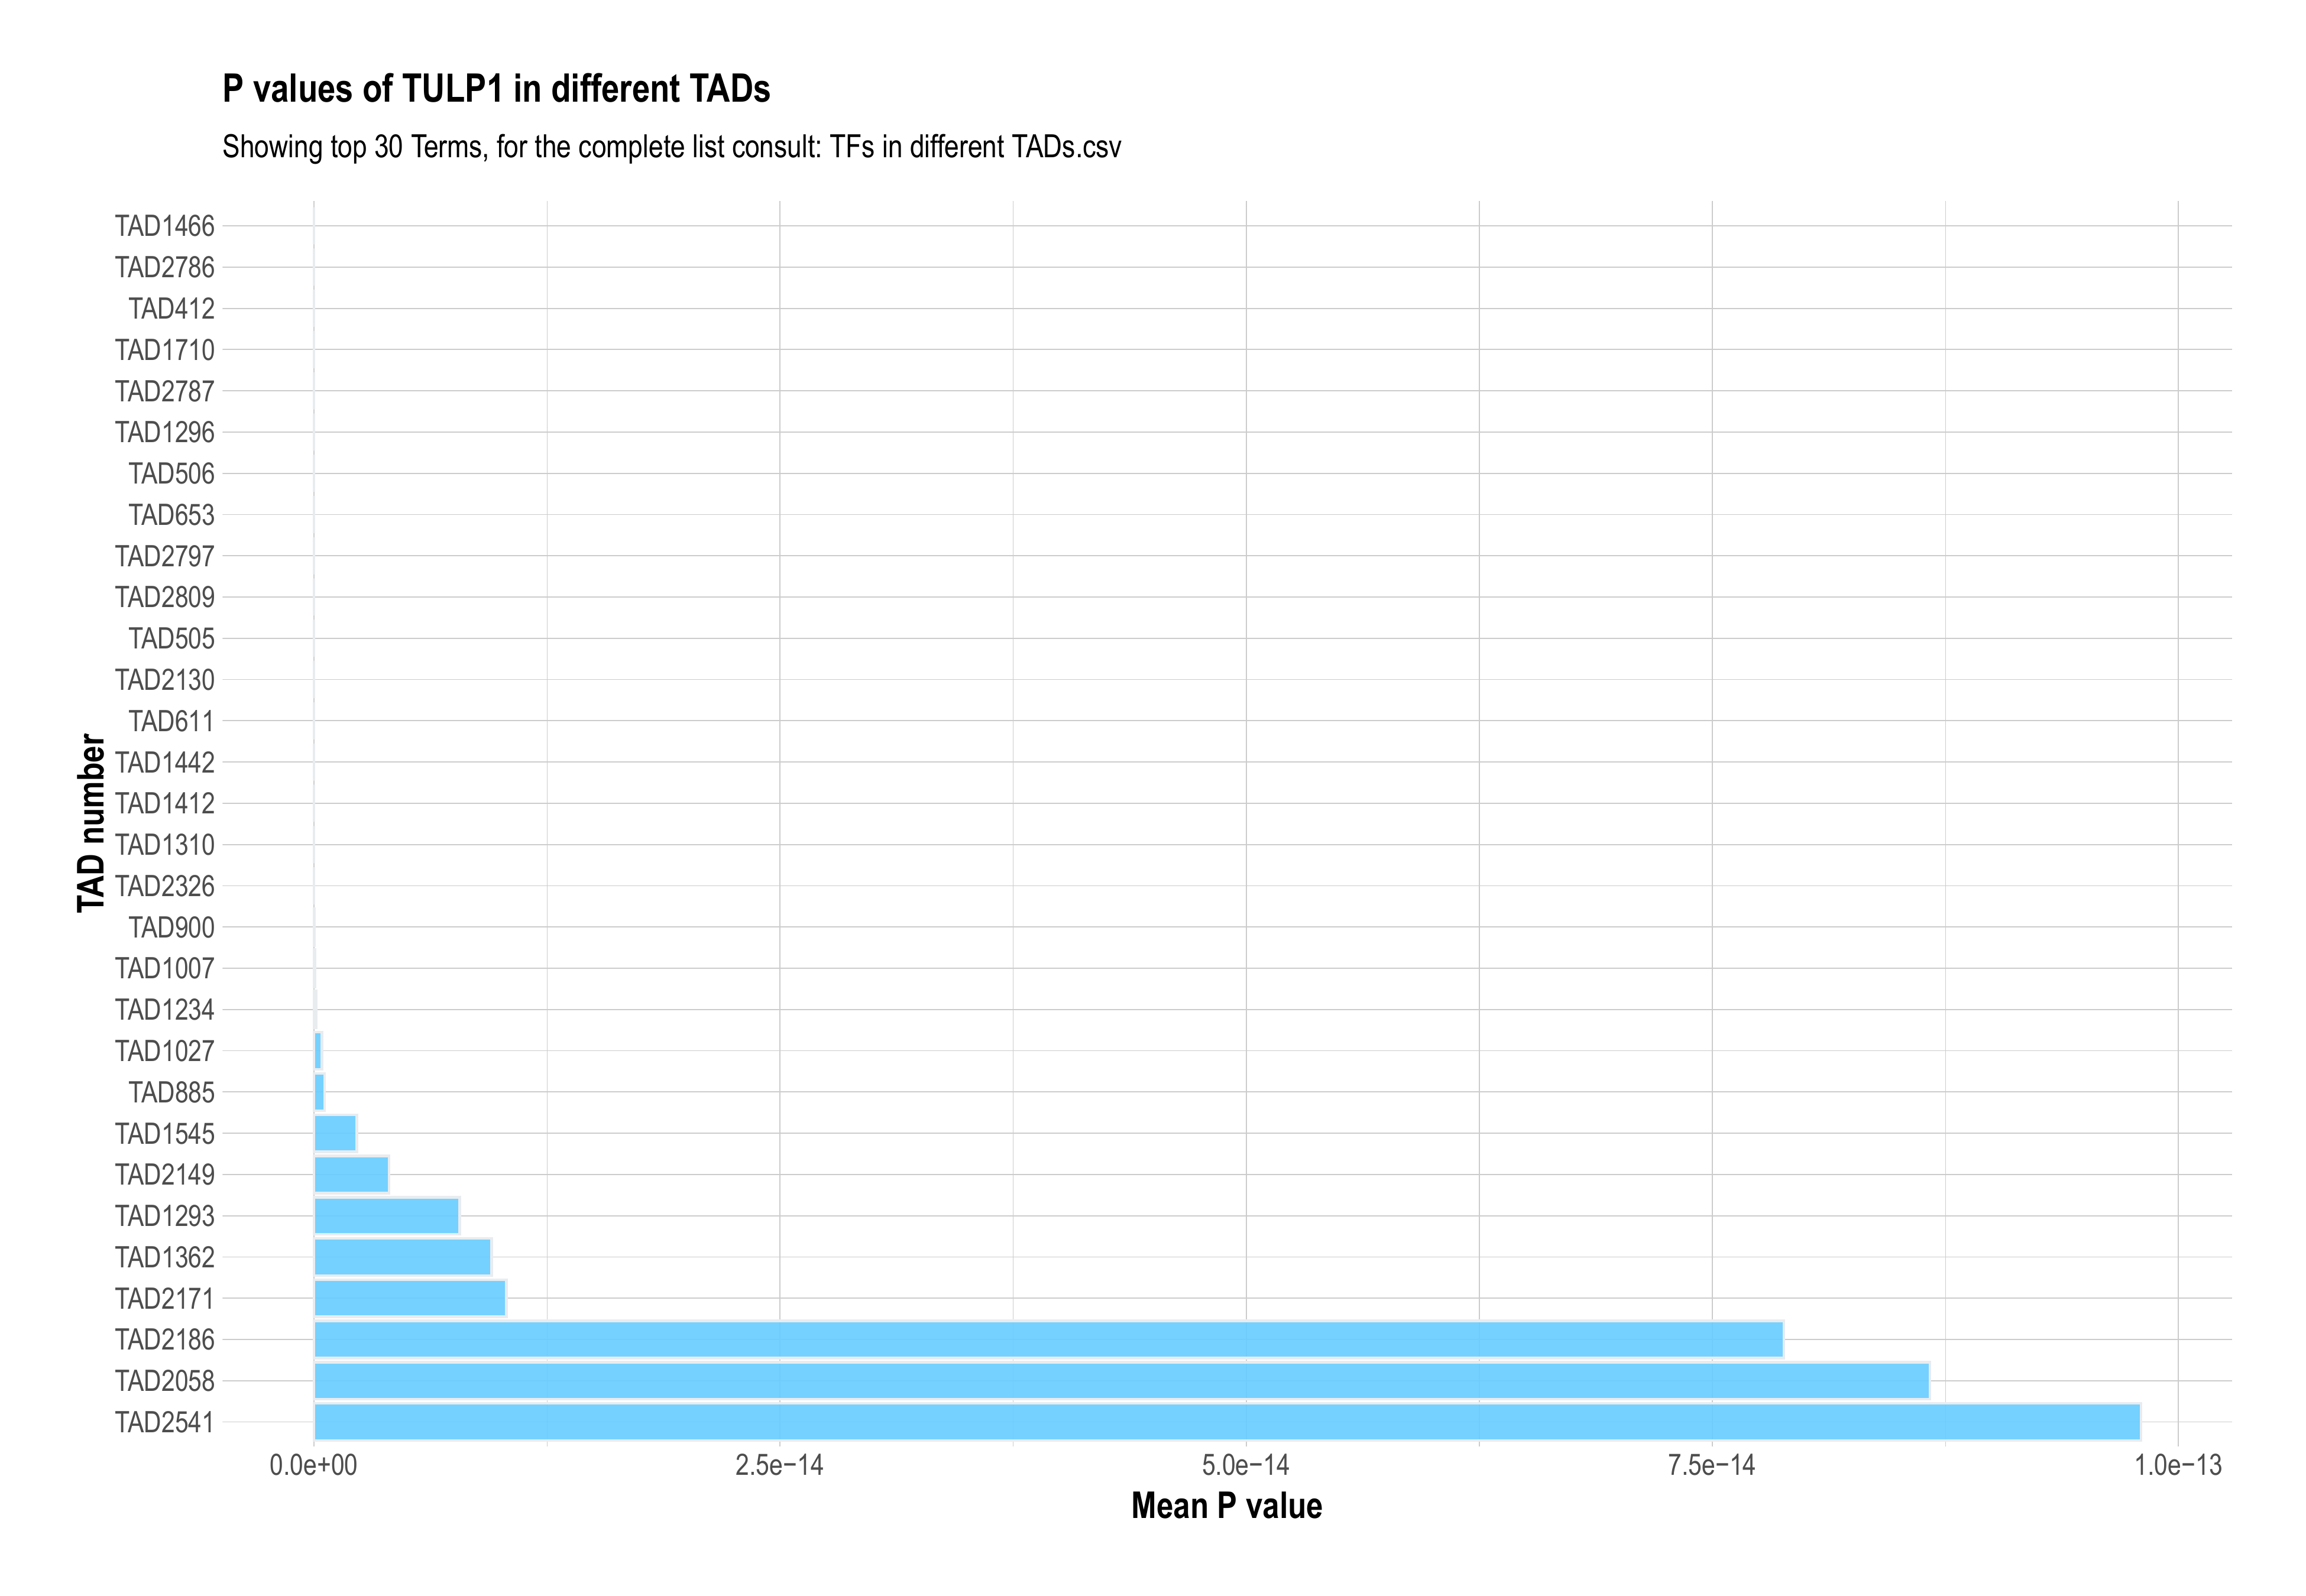 P values of TULP1 in different TADs
Showing top 30 Terms, for the complete list consult: TFs in different TADs.csv
TAD number
TAD1466
TAD2786
TAD412
TAD1710
TAD2787
TAD1296
TAD506
TAD653
TAD2797
TAD2809
TAD505
TAD2130
TAD611
TAD1442
TAD1412
TAD1310
TAD2326
TAD900
TAD1007
TAD1234
TAD1027
TAD885
TAD1545
TAD2149
TAD1293
TAD1362
TAD2171
TAD2186
TAD2058
TAD2541
0.0e+00 2.5e−14 5.0e−14 7.5e−14 1.0e−13
Mean P value